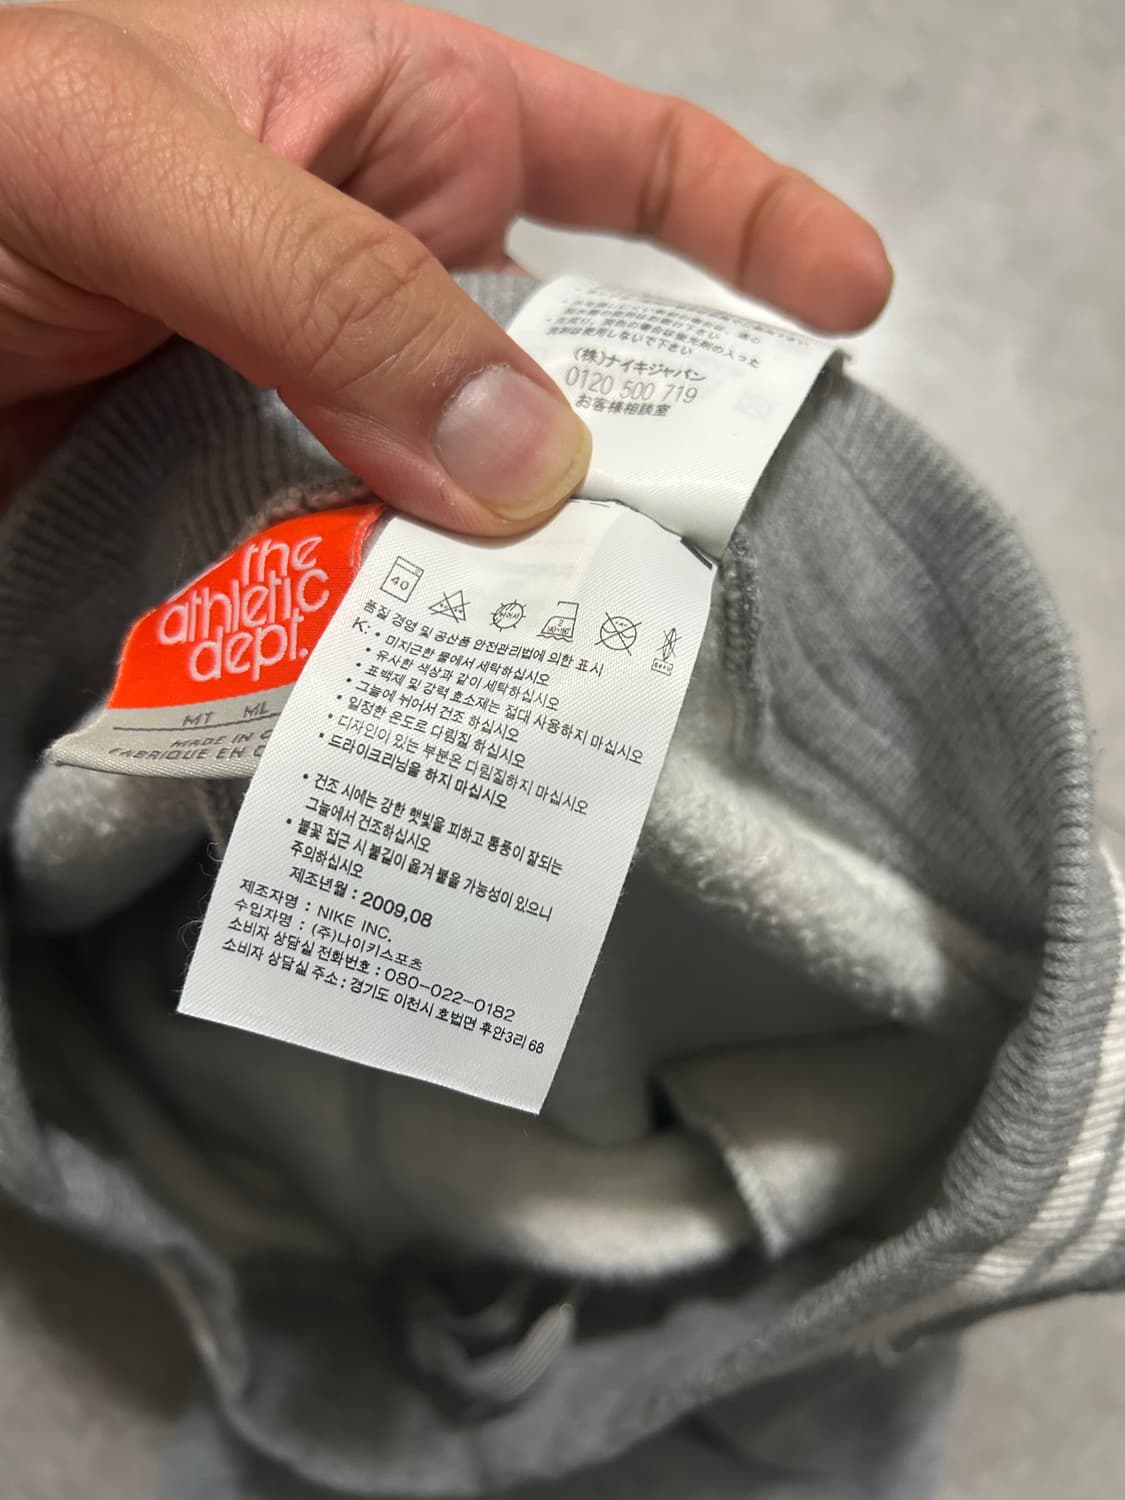 洗剤は使用しないで下さい
(株)ナイキジャパン
0120 500 719
お客様相談室
the
athletic
dept.
MT ML
MADE IN
FABRIQUE EN
40
품질 경영 및 공산품 안전관리법에 의한 표시
K: • 미지근한 물에서 세탁하십시오
• 유사한 색상과 같이 세탁하십시오
• 표백제 및 강력 효소제는 절대 사용하지 마십시오
• 그늘에 뉘어서 건조 하십시오
• 일정한 온도로 다림질 하십시오
• 디자인이 있는 부분은 다림질하지 마십시오
• 드라이크리닝을 하지 마십시오
• 건조 시에는 강한 햇빛을 피하고 통풍이 잘되는
그늘에서 건조하십시오
• 불꽃 접근 시 불길이 옮겨 붙을 가능성이 있으니
주의하십시오
제조년월 : 2009,08
제조자명 : NIKE INC.
수입자명 : (주)나이키스포츠
소비자 상담실 전화번호 : 080-022-0182
소비자 상담실 주소 : 경기도 이천시 호법면 후안3리 68